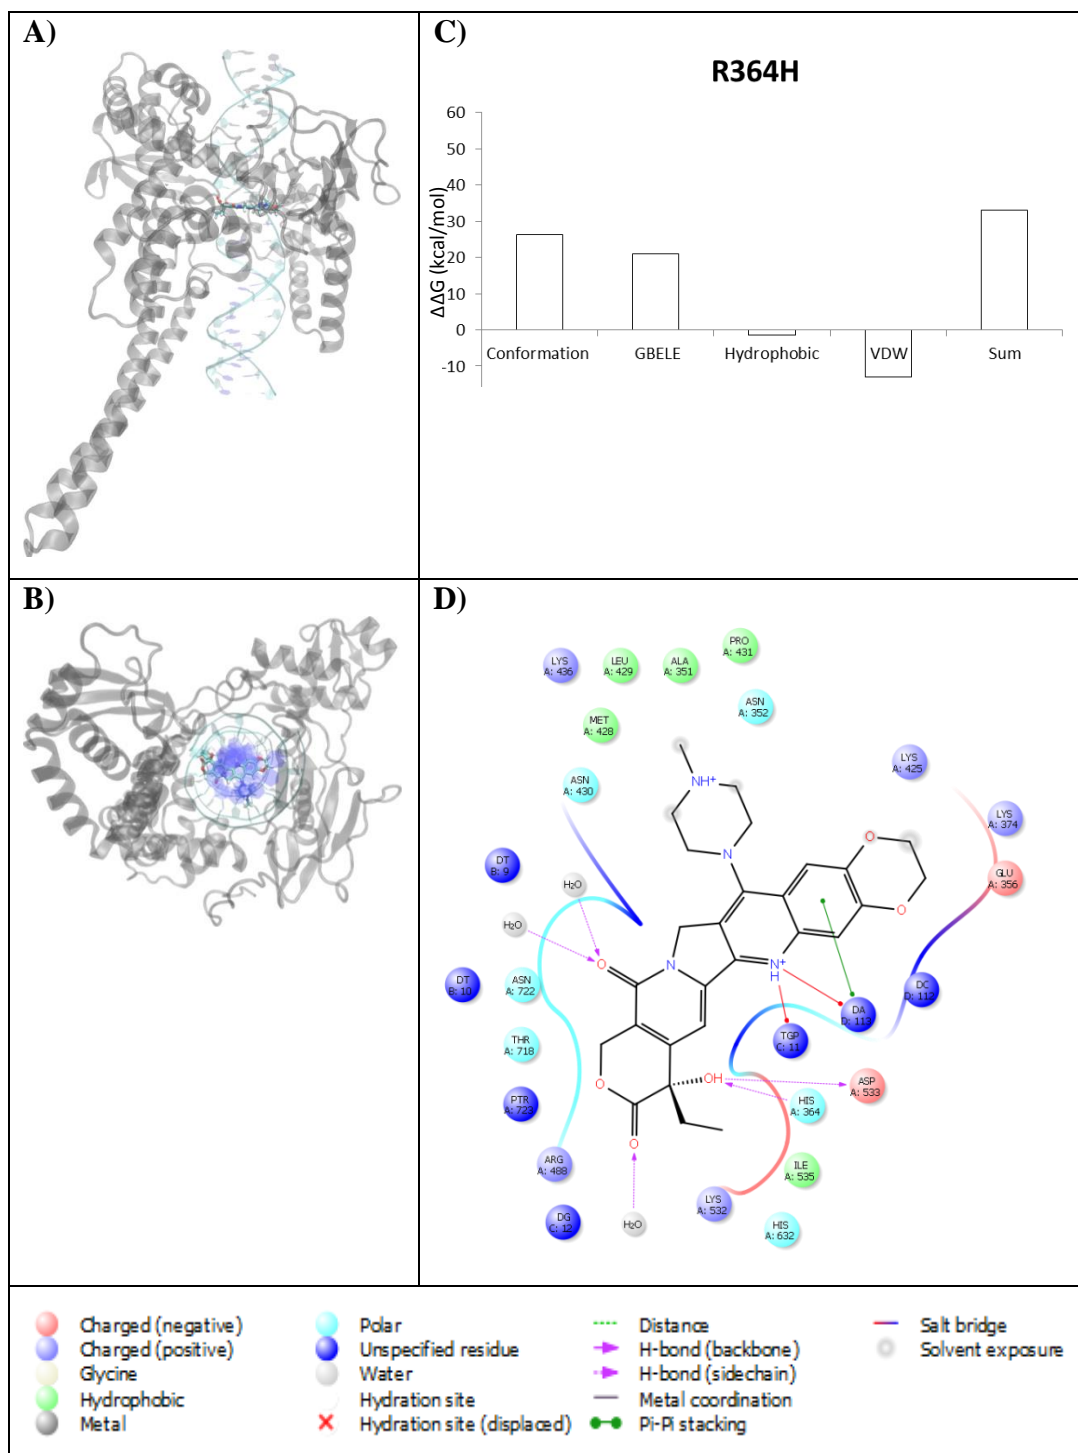 A)
C)
R364H
ΔΔG (kcal/mol)
60
50
40
30
20
10
0
-10
Conformation GBELE Hydrophobic VDW Sum
B)
D)
PRO
A: 431
LYS
A: 436
LEU
A: 429
ALA
A: 351
ASN
A: 352
MET
A: 428
LYS
A: 425
ASN
A: 430
NH+
LYS
A: 374
O
GLU
A: 356
DT
B: 9
H₂O
N
O
H₂O
O
N
N+
H
DT
B: 10
ASN
A: 722
DC
D: 112
DA
D: 113
THR
A: 718
TGP
C: 11
O
OH
ASP
A: 533
PTR
A: 723
HIS
A: 364
O
ARG
A: 488
ILE
A: 535
LYS
A: 532
DG
C: 12
H₂O
HIS
A: 632
Charged (negative)
Charged (positive)
Glycine
Hydrophobic
Metal
Polar
Unspecified residue
Water
Hydration site
Hydration site (displaced)
Distance
H-bond (backbone)
H-bond (sidechain)
Metal coordination
Pi-Pi stacking
Salt bridge
Solvent exposure